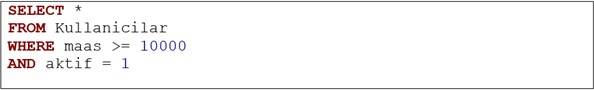 SELECT *
FROM Kullanicilar
WHERE maas >= 10000
AND aktif = 1